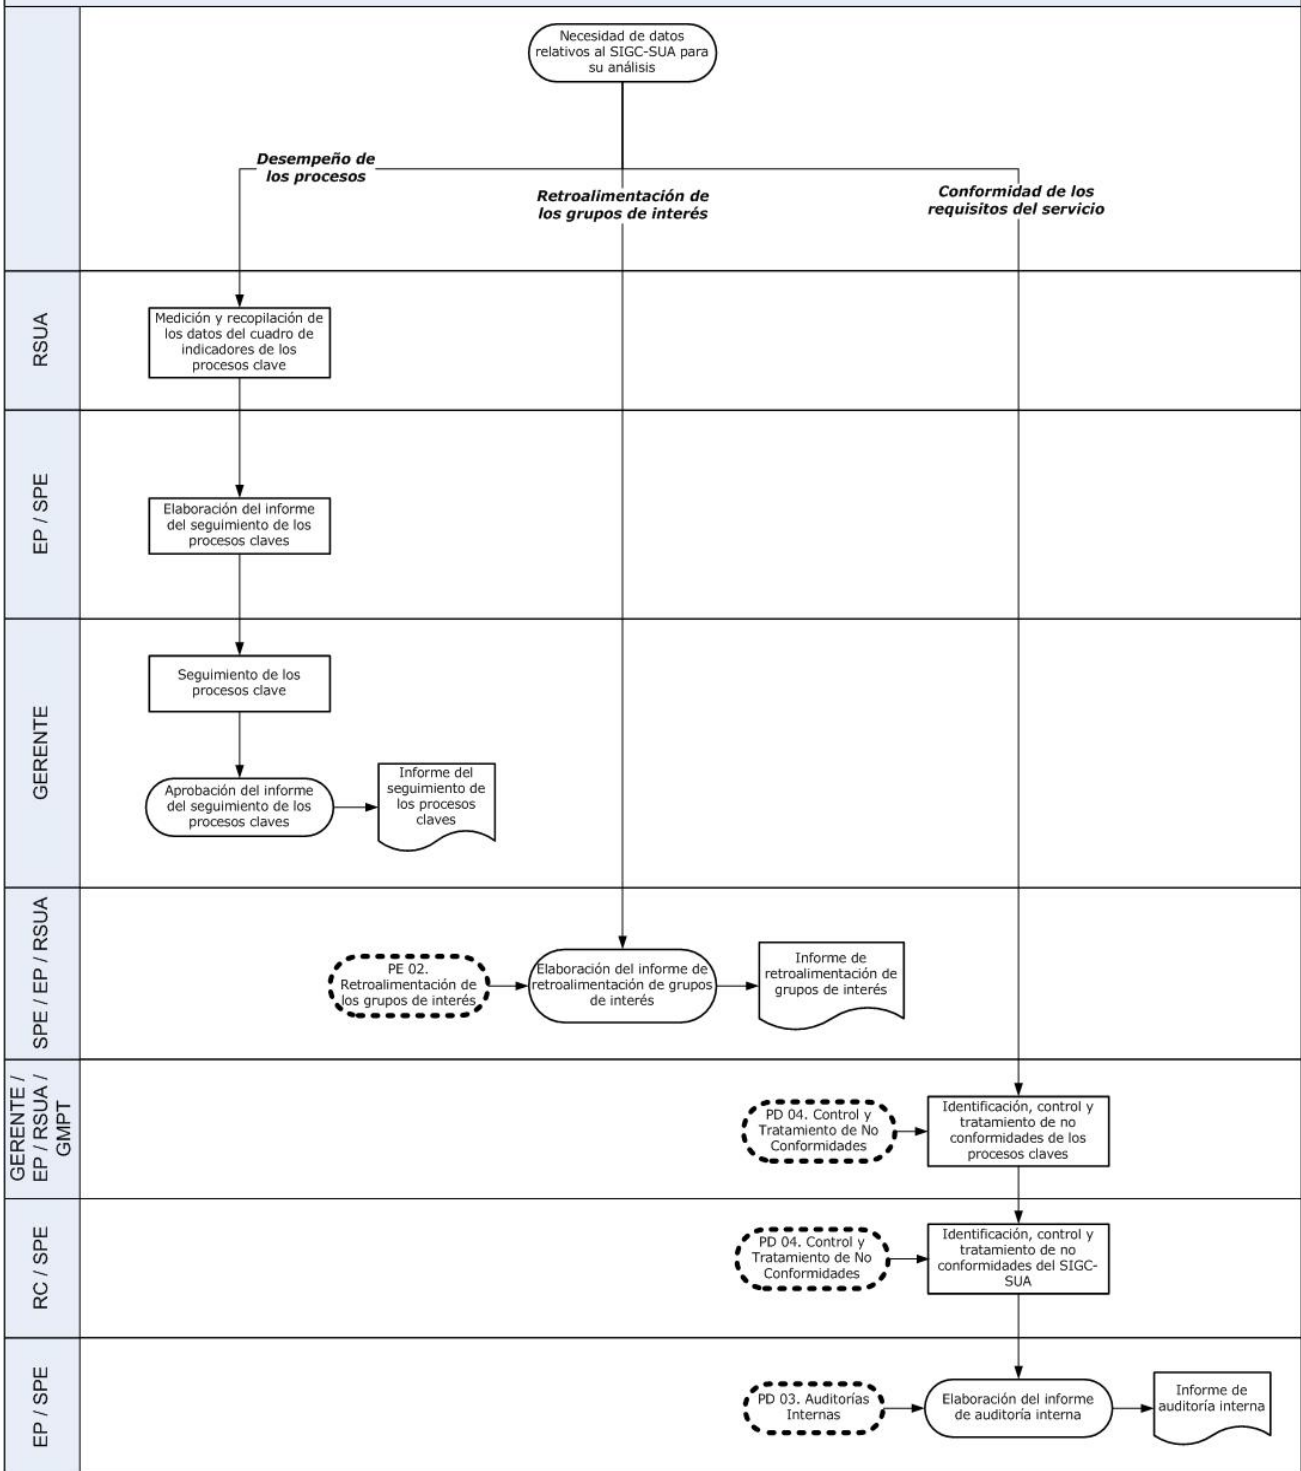 Necesidad de datos
relativos al SIGC-SUA para
su análisis
Desempeño de
los procesos
Retroalimentación de
los grupos de interés
Conformidad de los
requisitos del servicio
RSUA
Medición y recopilación de
los datos del cuadro de
indicadores de los
procesos clave
EP / SPE
Elaboración del informe
del seguimiento de los
procesos claves
GERENTE
Seguimiento de los
procesos clave
Aprobación del informe
del seguimiento de los
procesos claves
Informe del
seguimiento de
los procesos
claves
SPE / EP / RSUA
PE 02.
Retroalimentación de
los grupos de interés
Elaboración del informe de
retroalimentación de grupos
de interés
Informe de
retroalimentación de
grupos de interés
GERENTE /
EP / RSUA /
GMPT
PD 04. Control y
Tratamiento de No
Conformidades
Identificación, control y
tratamiento de no
conformidades de los
procesos claves
RC / SPE
PD 04. Control y
Tratamiento de No
Conformidades
Identificación, control y
tratamiento de no
conformidades del SIGC-
SUA
EP / SPE
PD 03. Auditorías
Internas
Elaboración del informe
de auditoría interna
Informe de
auditoría interna